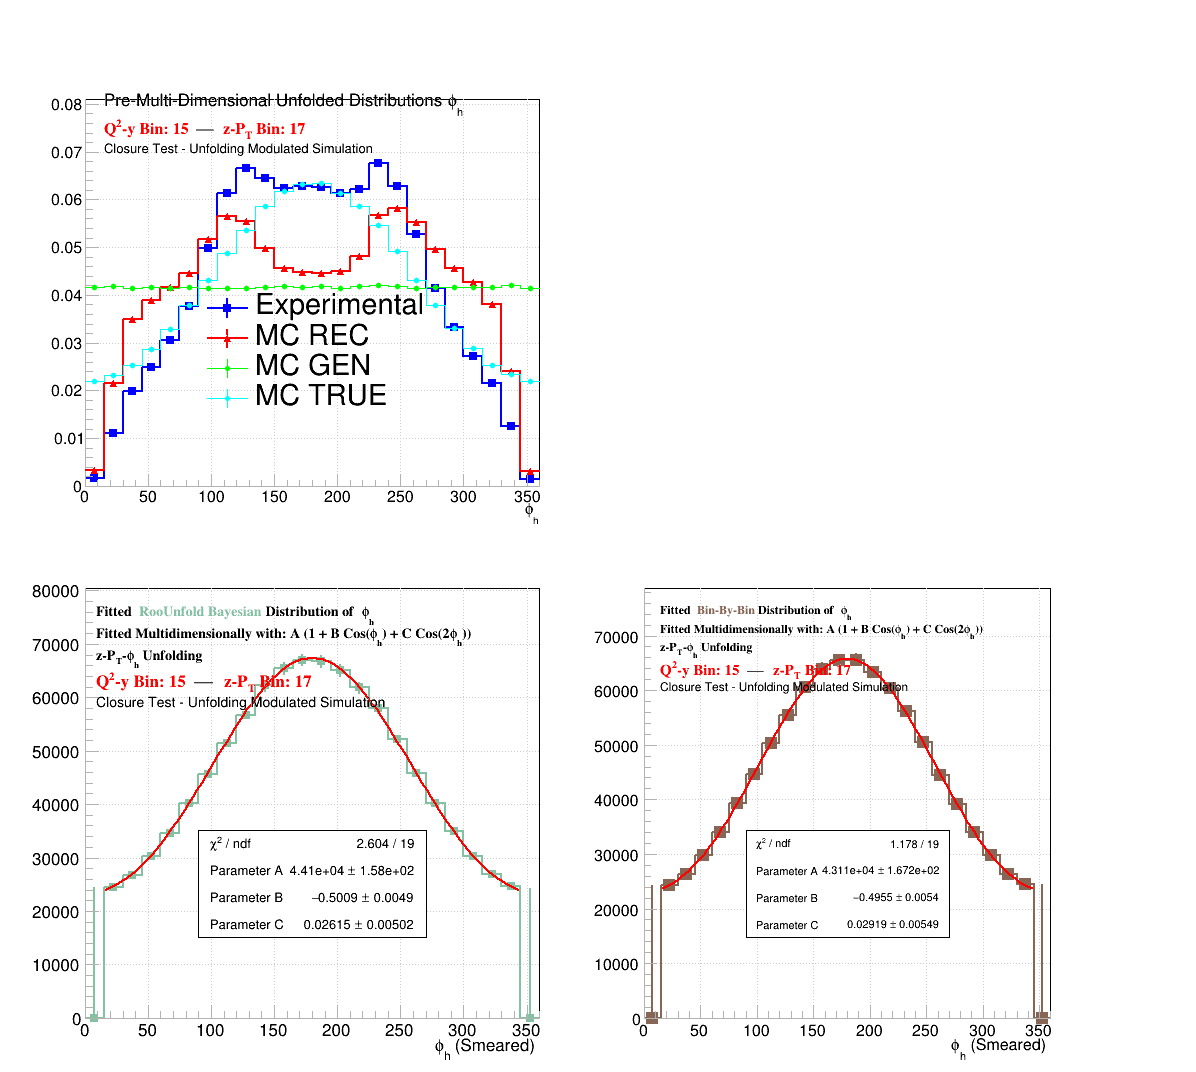 Pre-Multi-Dimensional Unfolded Distributions ϕh
Q2-y Bin: 15 — z-PT Bin: 17
Closure Test - Unfolding Modulated Simulation
0.08
0.07
0.06
0.05
0.04
0.03
0.02
0.01
0
Experimental
MC REC
MC GEN
MC TRUE
0 50 100 150 200 250 300 350
ϕh
80000
70000
60000
50000
40000
30000
20000
10000
0
Fitted RooUnfold Bayesian Distribution of ϕh
Fitted Multidimensionally with: A (1 + B Cos(ϕh) + C Cos(2ϕh))
z-PT-ϕh Unfolding
Q2-y Bin: 15 — z-PT Bin: 17
Closure Test - Unfolding Modulated Simulation
χ2 / ndf 2.604 / 19
Parameter A 4.41e+04 ± 1.58e+02
Parameter B −0.5009 ± 0.0049
Parameter C 0.02615 ± 0.00502
0 50 100 150 200 250 300 350
ϕh (Smeared)
70000
60000
50000
40000
30000
20000
10000
0
Fitted Bin-By-Bin Distribution of ϕh
Fitted Multidimensionally with: A (1 + B Cos(ϕh) + C Cos(2ϕh))
z-PT-ϕh Unfolding
Q2-y Bin: 15 — z-PT Bin: 17
Closure Test - Unfolding Modulated Simulation
χ2 / ndf 1.178 / 19
Parameter A 4.311e+04 ± 1.672e+02
Parameter B −0.4955 ± 0.0054
Parameter C 0.02919 ± 0.00549
0 50 100 150 200 250 300 350
ϕh (Smeared)